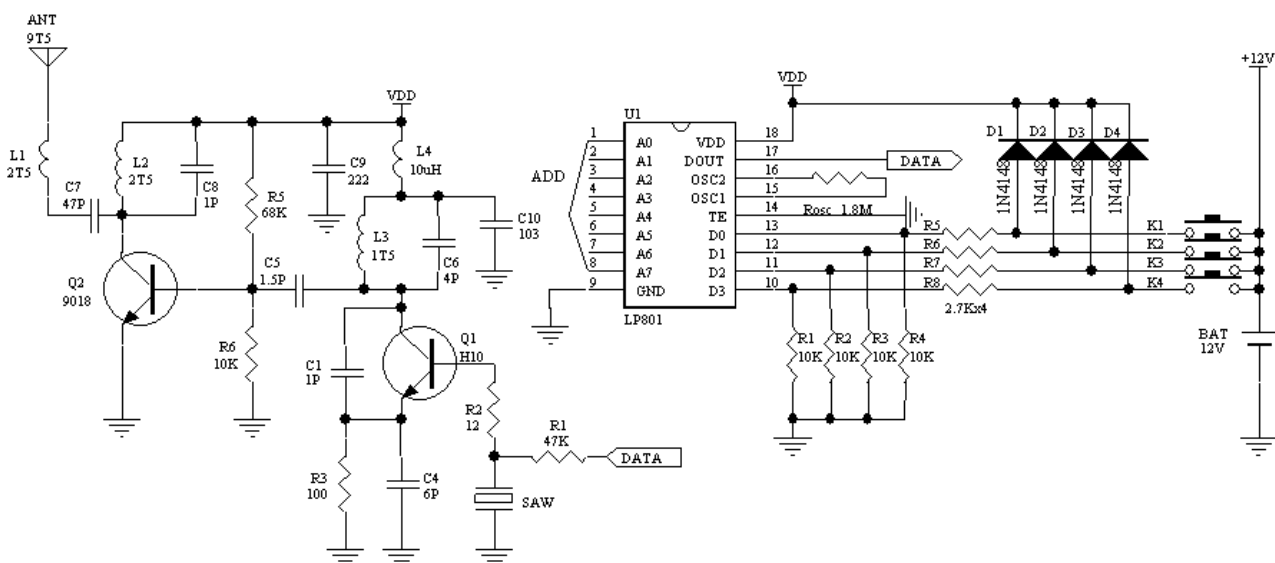 ANT
9T5
L1
2T5
L2
2T5
C7
47P
C8
1P
R5
68K
C9
222
VDD
L4
10uH
L3
1T5
C6
4P
C10
103
C5
1.5P
Q2
9018
R6
10K
C1
1P
Q1
H10
R2
12
R1
47K
DATA
R3
100
C4
6P
SAW
ADD
U1
1 A0
2 A1
3 A2
4 A3
5 A4
6 A5
7 A6
8 A7
9 GND
VDD 18
DOUT 17
OSC2 16
OSC1 15
TE 14
D0 13
D1 12
D2 11
D3 10
LP801
VDD
DATA
Rosc 1.8M
R5
R6
R7
R8
2.7Kx4
D1 D2 D3 D4
1N4148
1N4148
1N4148
1N4148
R1
10K
R2
10K
R3
10K
R4
10K
K1
K2
K3
K4
+12V
BAT
12V